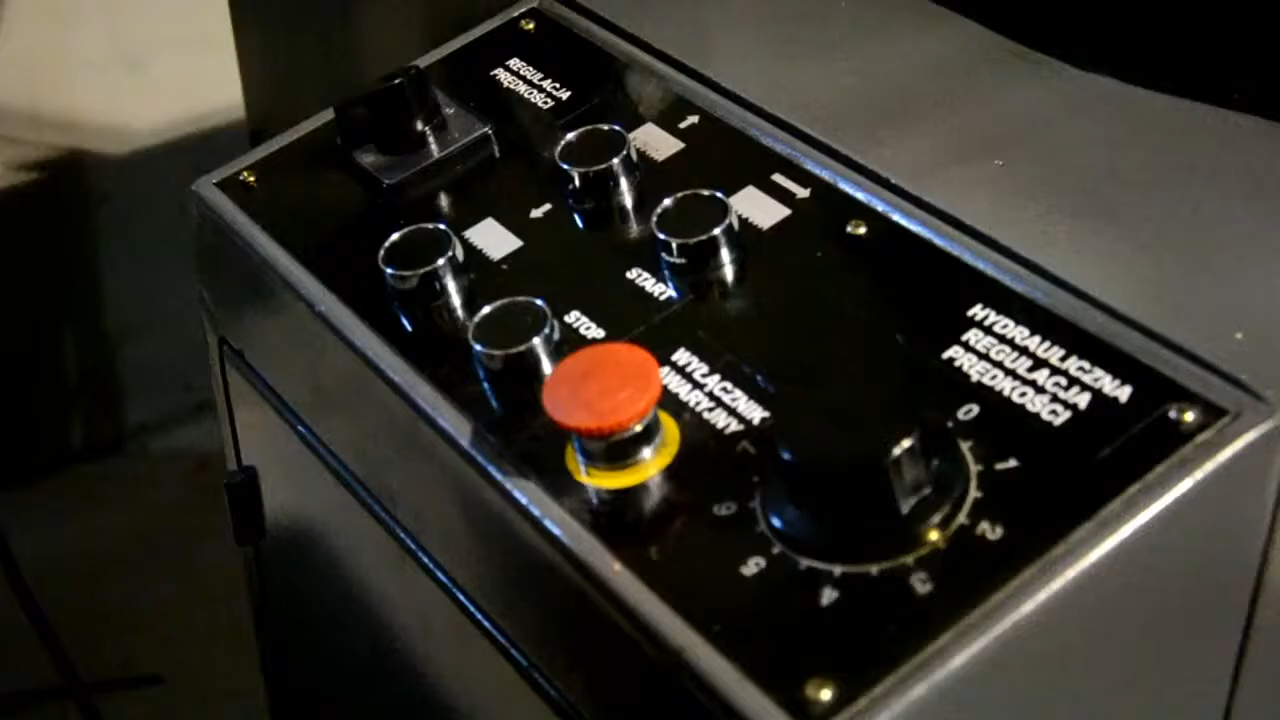 REGULACJA
PRĘDKOŚCI
START
STOP
WYŁĄCZNIK
AWARYJNY
HYDRAULICZNA
REGULACJA
PRĘDKOŚCI
0
1
2
3
4
5
6